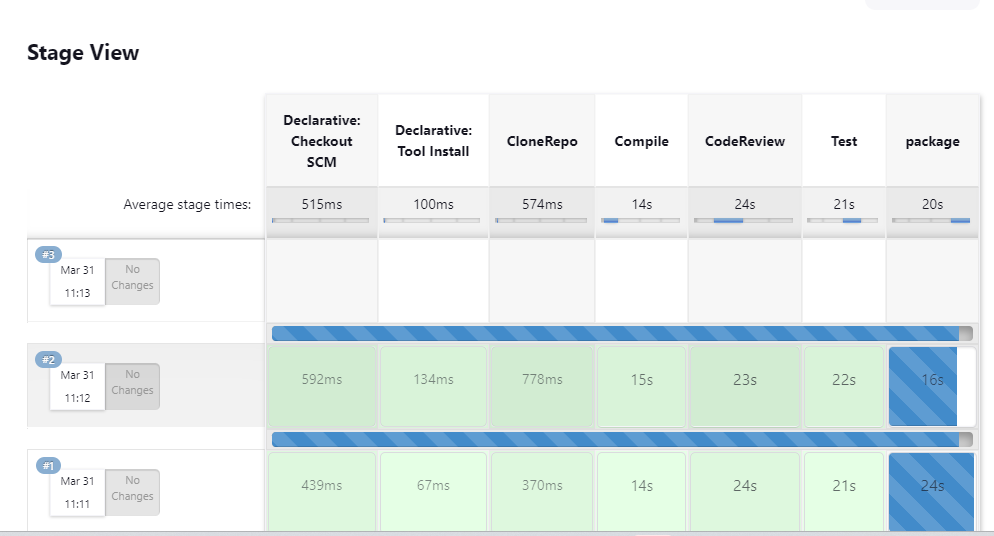 Stage View
Declarative:
Checkout
SCM
Declarative:
Tool Install
CloneRepo
Compile
CodeReview
Test
package
Average stage times:
515ms
100ms
574ms
14s
24s
21s
20s
#3
Mar 31
11:13
No
Changes
#2
Mar 31
11:12
No
Changes
592ms
134ms
778ms
15s
23s
22s
16s
#1
Mar 31
11:11
No
Changes
439ms
67ms
370ms
14s
24s
21s
24s